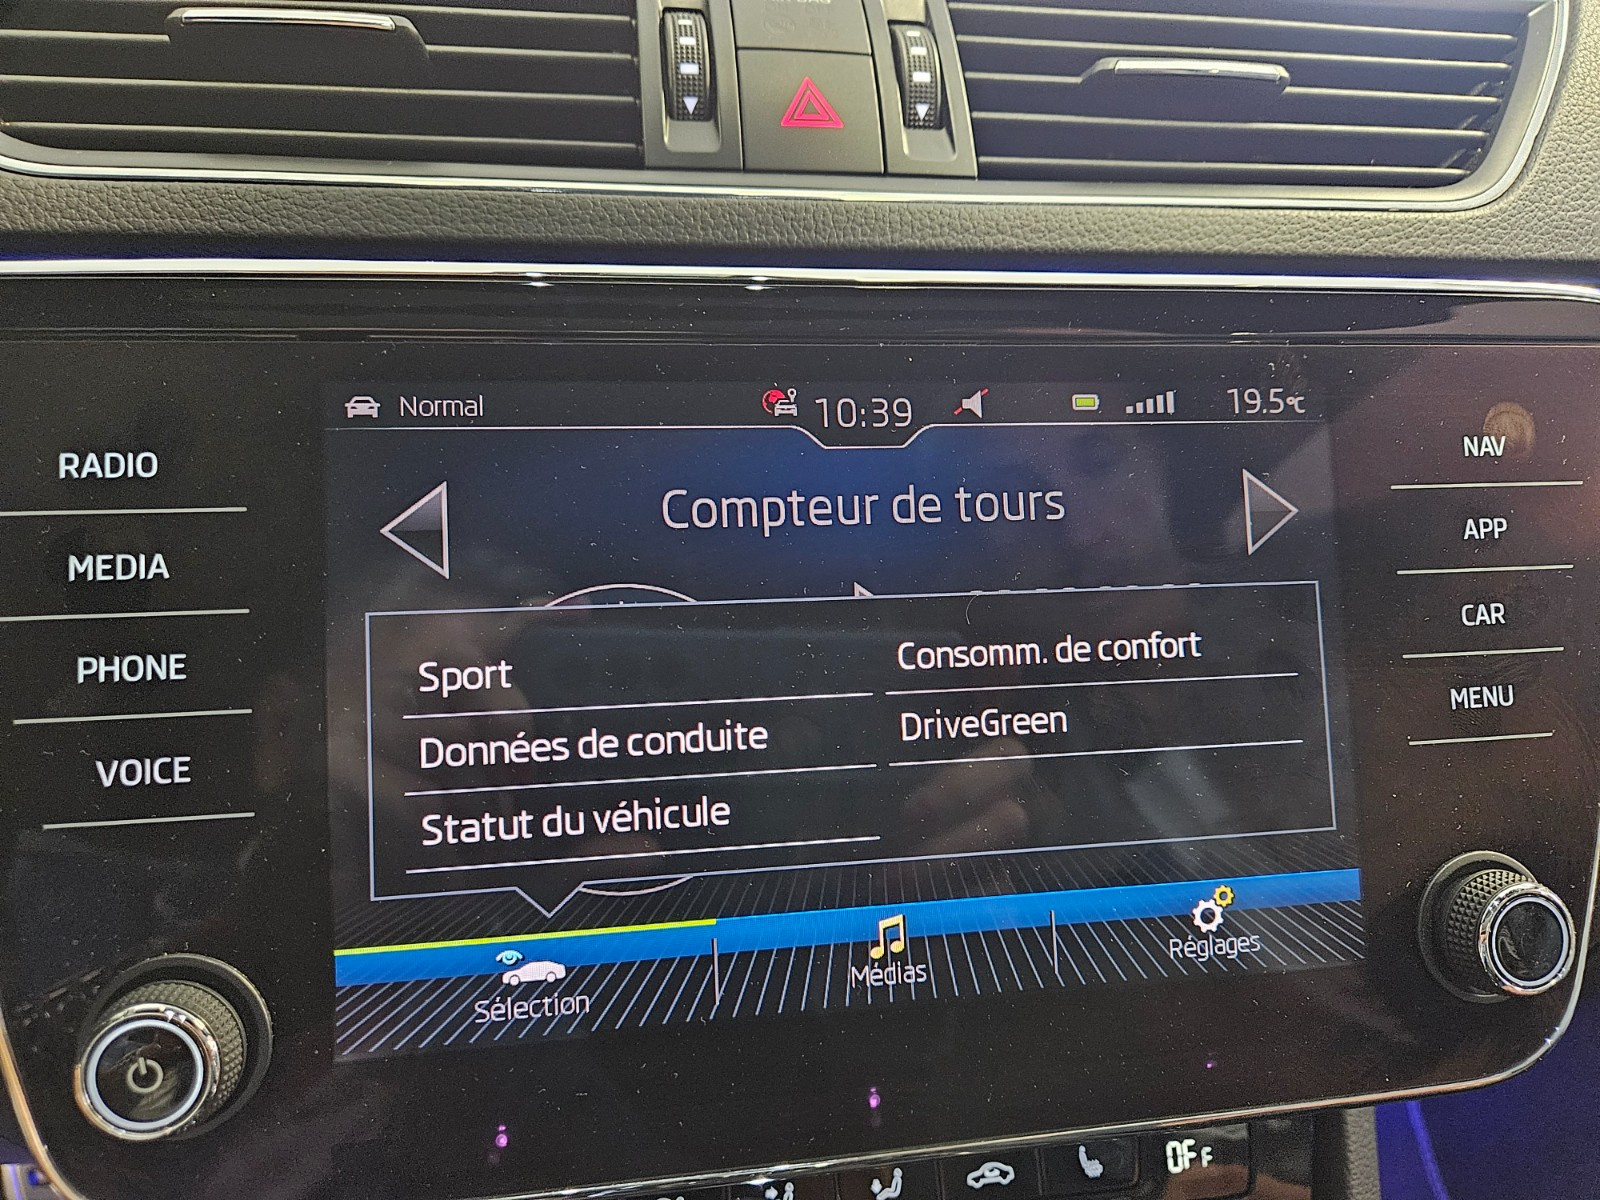 Normal
10:39
19.5°C
RADIO
MEDIA
PHONE
VOICE
NAV
APP
CAR
MENU
Compteur de tours
Sport
Données de conduite
Statut du véhicule
Consomm. de confort
DriveGreen
Sélection
Médias
Réglages
OFF